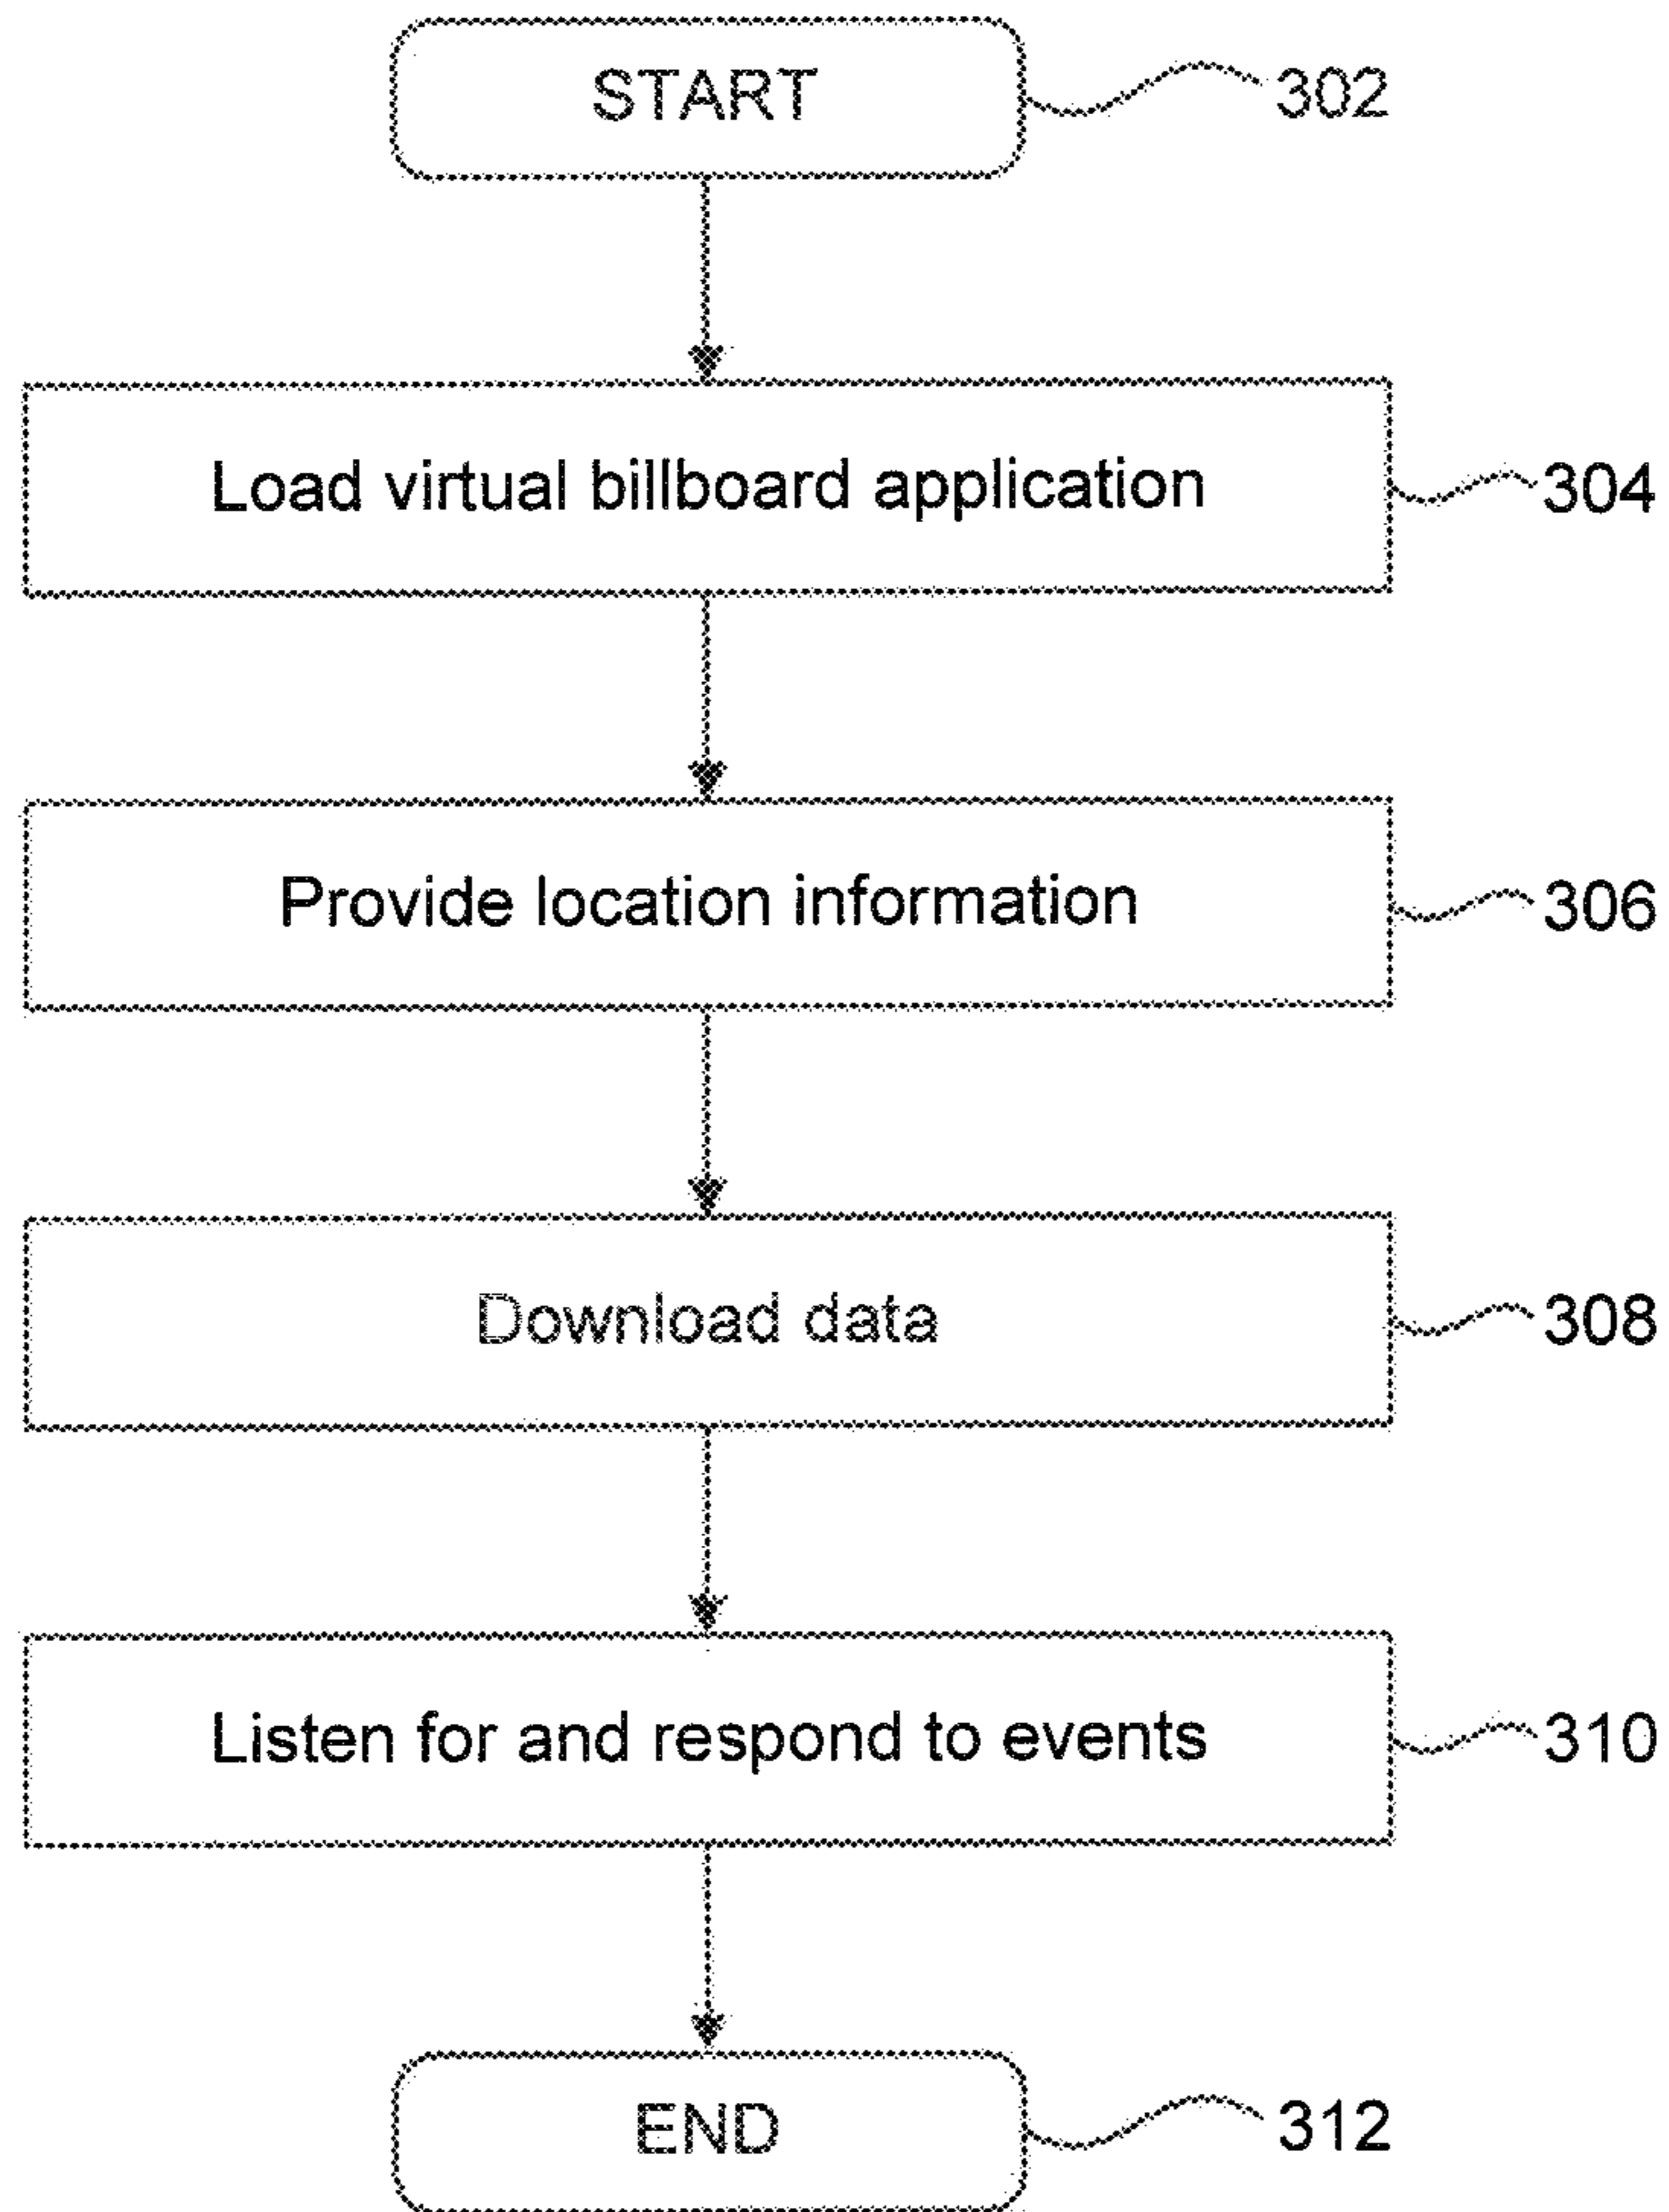 START
302
Load virtual billboard application
304
Provide location information
306
Download data
308
Listen for and respond to events
310
END
312